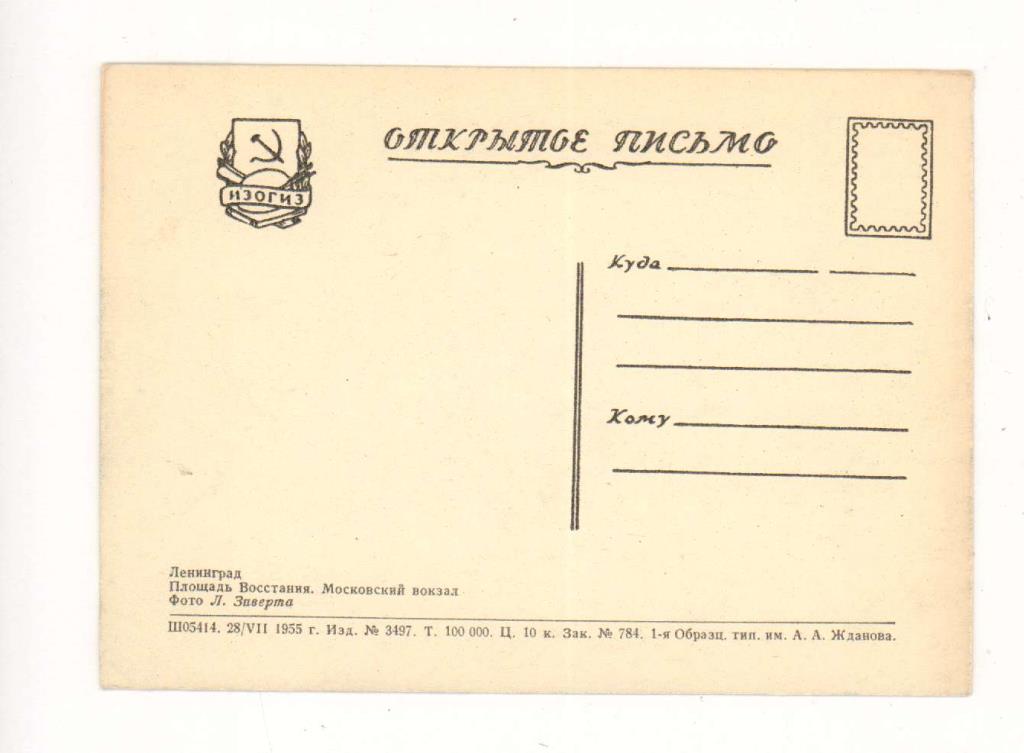 ОТКРЫТОЕ ПИСЬМО
ИЗОГИЗ
Куда
Кому
Ленинград
Площадь Восстания. Московский вокзал
Фото Л. Зиверта
Ш05414. 28/VII 1955 г. Изд. № 3497. Т. 100 000. Ц. 10 к. Зак. № 784. 1-я Образц. тип. им. А. А. Жданова.